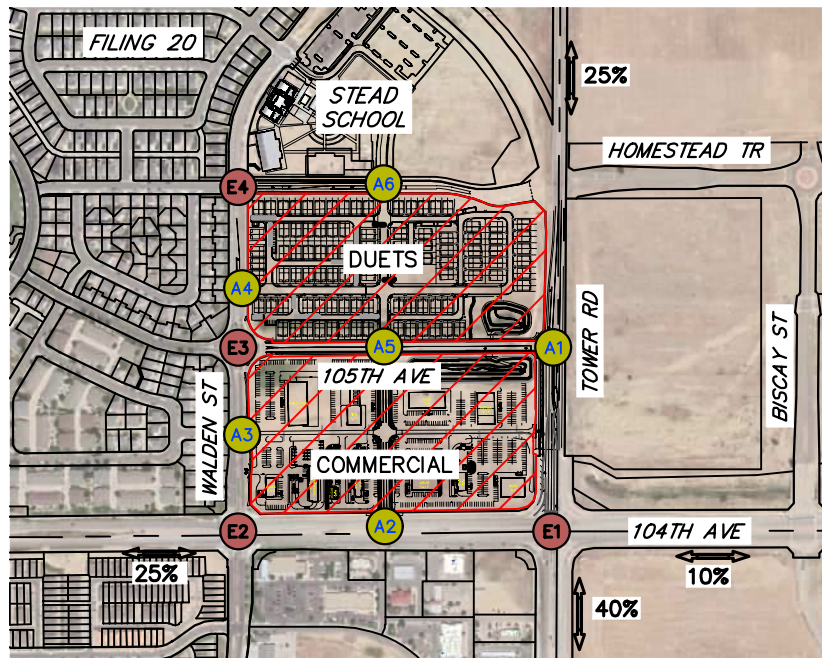 FILING 20
25%
STEAD
SCHOOL
HOMESTEAD TR
E4
A6
DUETS
A4
TOWER RD
BISCAY ST
E3
A5
A1
105TH AVE
WALDEN ST
A3
COMMERCIAL
E2
A2
E1
104TH AVE
25%
10%
40%